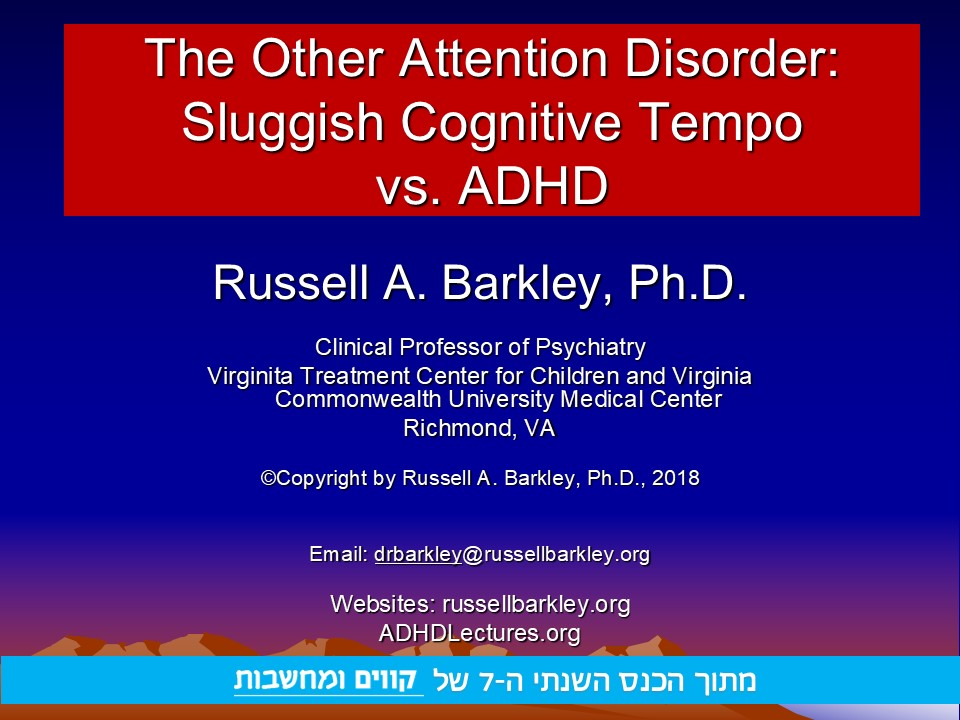 The Other Attention Disorder:
Sluggish Cognitive Tempo
vs. ADHD
Russell A. Barkley, Ph.D.
Clinical Professor of Psychiatry
Virginita Treatment Center for Children and Virginia
Commonwealth University Medical Center
Richmond, VA
©Copyright by Russell A. Barkley, Ph.D., 2018
Email: drbarkley@russellbarkley.org
Websites: russellbarkley.org
ADHDLectures.org
מתוך הכנס השנתי ה-7 של קווים ומחשבות